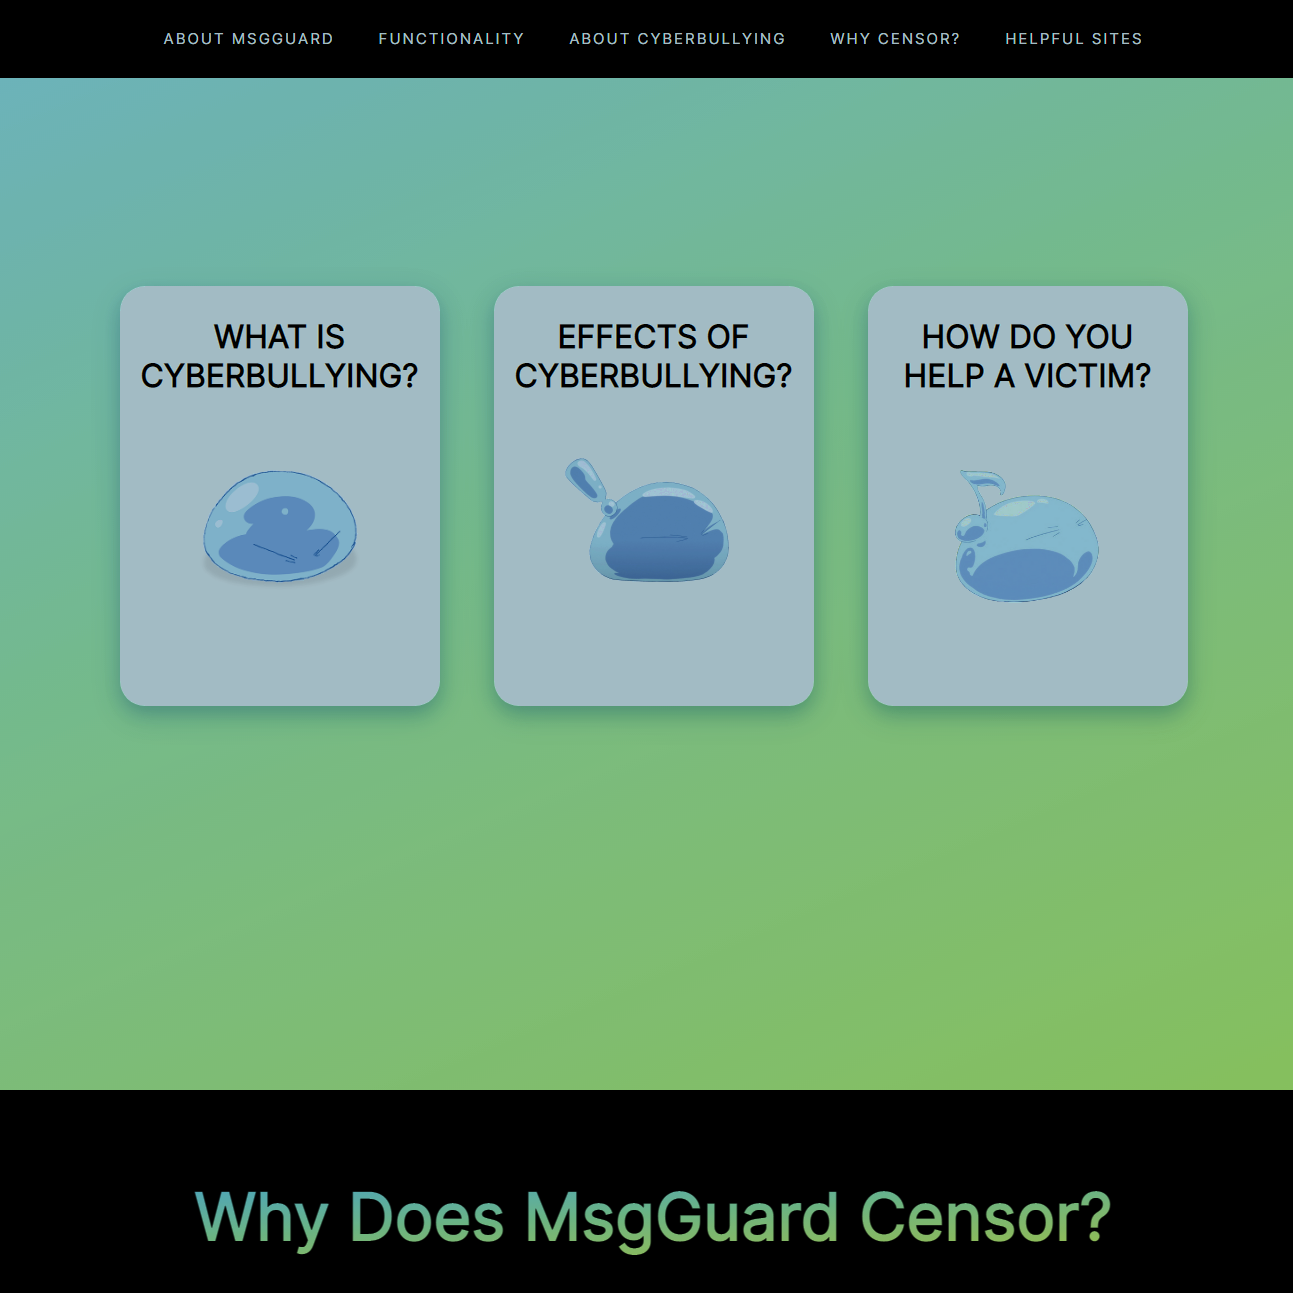 ABOUT MSGGUARD FUNCTIONALITY ABOUT CYBERBULLYING WHY CENSOR? HELPFUL SITES
WHAT IS
CYBERBULLYING?
EFFECTS OF
CYBERBULLYING?
HOW DO YOU
HELP A VICTIM?
Why Does MsgGuard Censor?